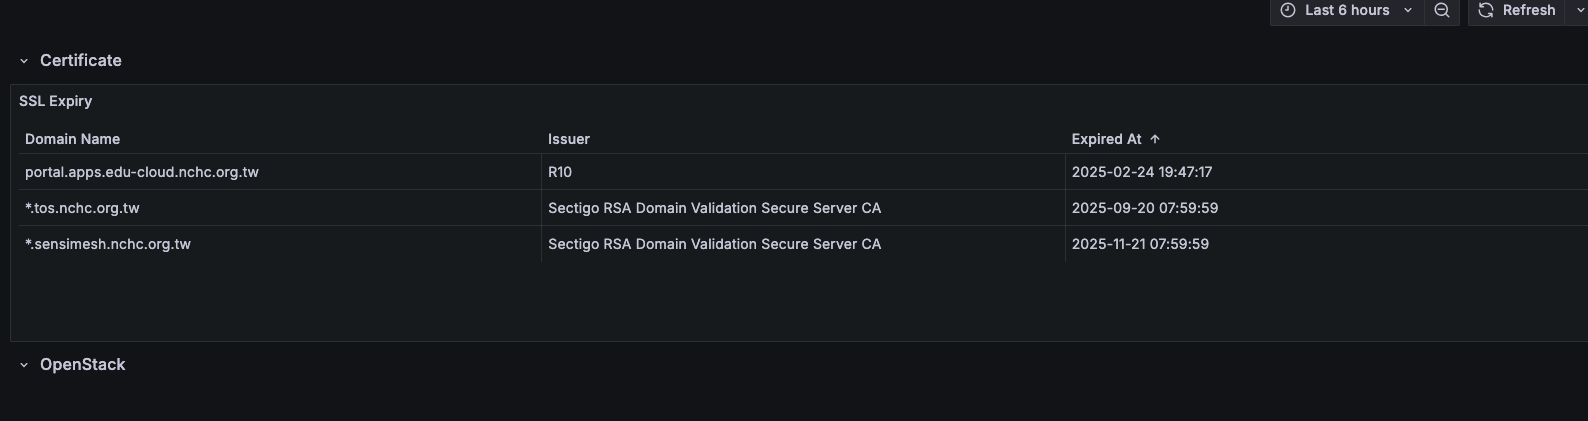 Last 6 hours Refresh
Certificate
SSL Expiry
Domain Name Issuer Expired At ↑
portal.apps.edu-cloud.nchc.org.tw R10 2025-02-24 19:47:17
*.tos.nchc.org.tw Sectigo RSA Domain Validation Secure Server CA 2025-09-20 07:59:59
*.sensimesh.nchc.org.tw Sectigo RSA Domain Validation Secure Server CA 2025-11-21 07:59:59
OpenStack